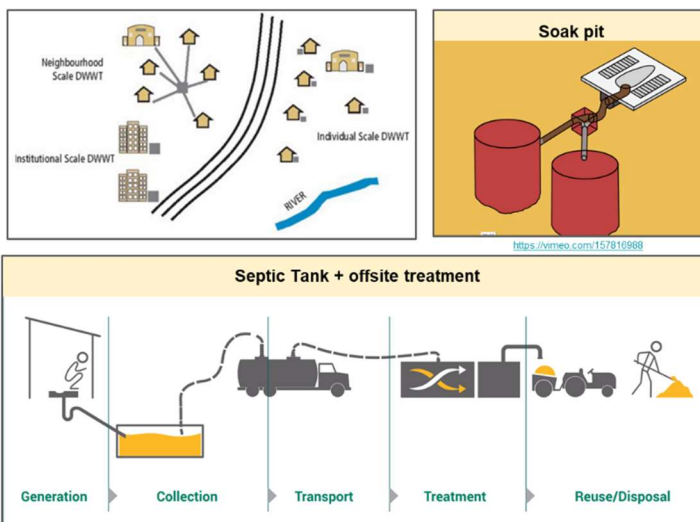 Neighbourhood
Scale DWWT
Institutional Scale DWWT
Individual Scale DWWT
RIVER
Soak pit
https://vimeo.com/157816988
Septic Tank + offsite treatment
Generation
Collection
Transport
Treatment
Reuse/Disposal